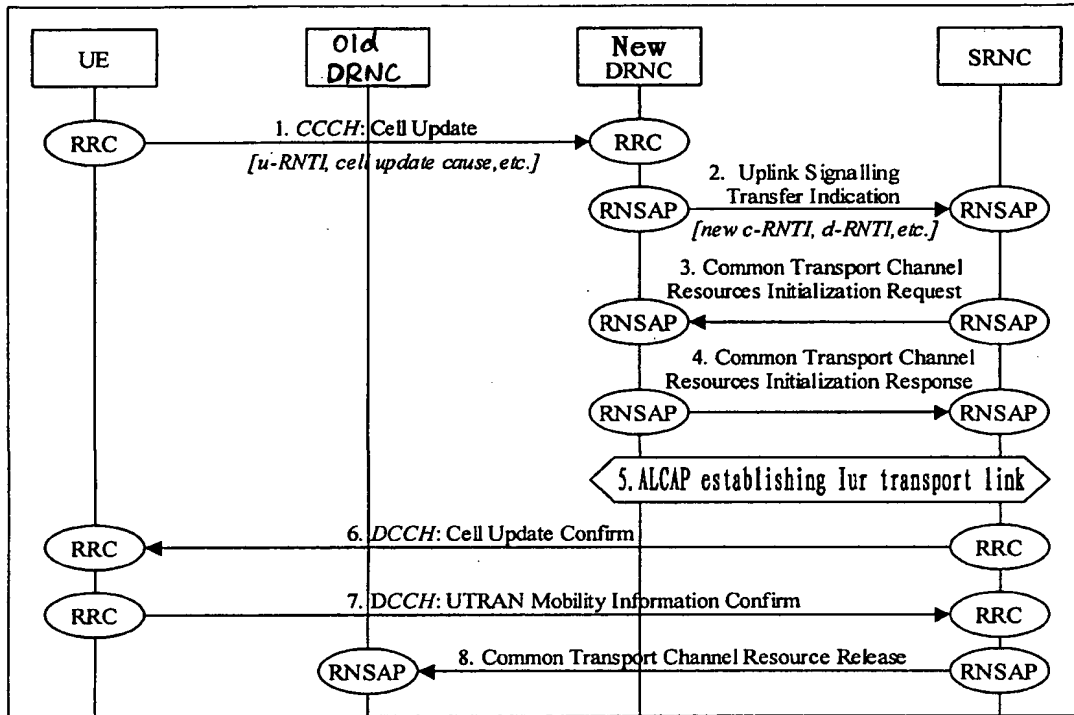 UE
Old
DRNC
New
DRNC
SRNC
RRC
1. CCCH: Cell Update
RRC
[u-RNTI, cell update cause,etc.]
RNSAP
2. Uplink Signalling
Transfer Indication
RNSAP
[new c-RNTI, d-RNTI,etc.]
3. Common Transport Channel
Resources Initialization Request
RNSAP
RNSAP
4. Common Transport Channel
Resources Initialization Response
RNSAP
RNSAP
5. ALCAP establishing Iur transport link
RRC
6. DCCH: Cell Update Confirm
RRC
RRC
7. DCCH: UTRAN Mobility Information Confirm
RRC
RNSAP
8. Common Transport Channel Resource Release
RNSAP